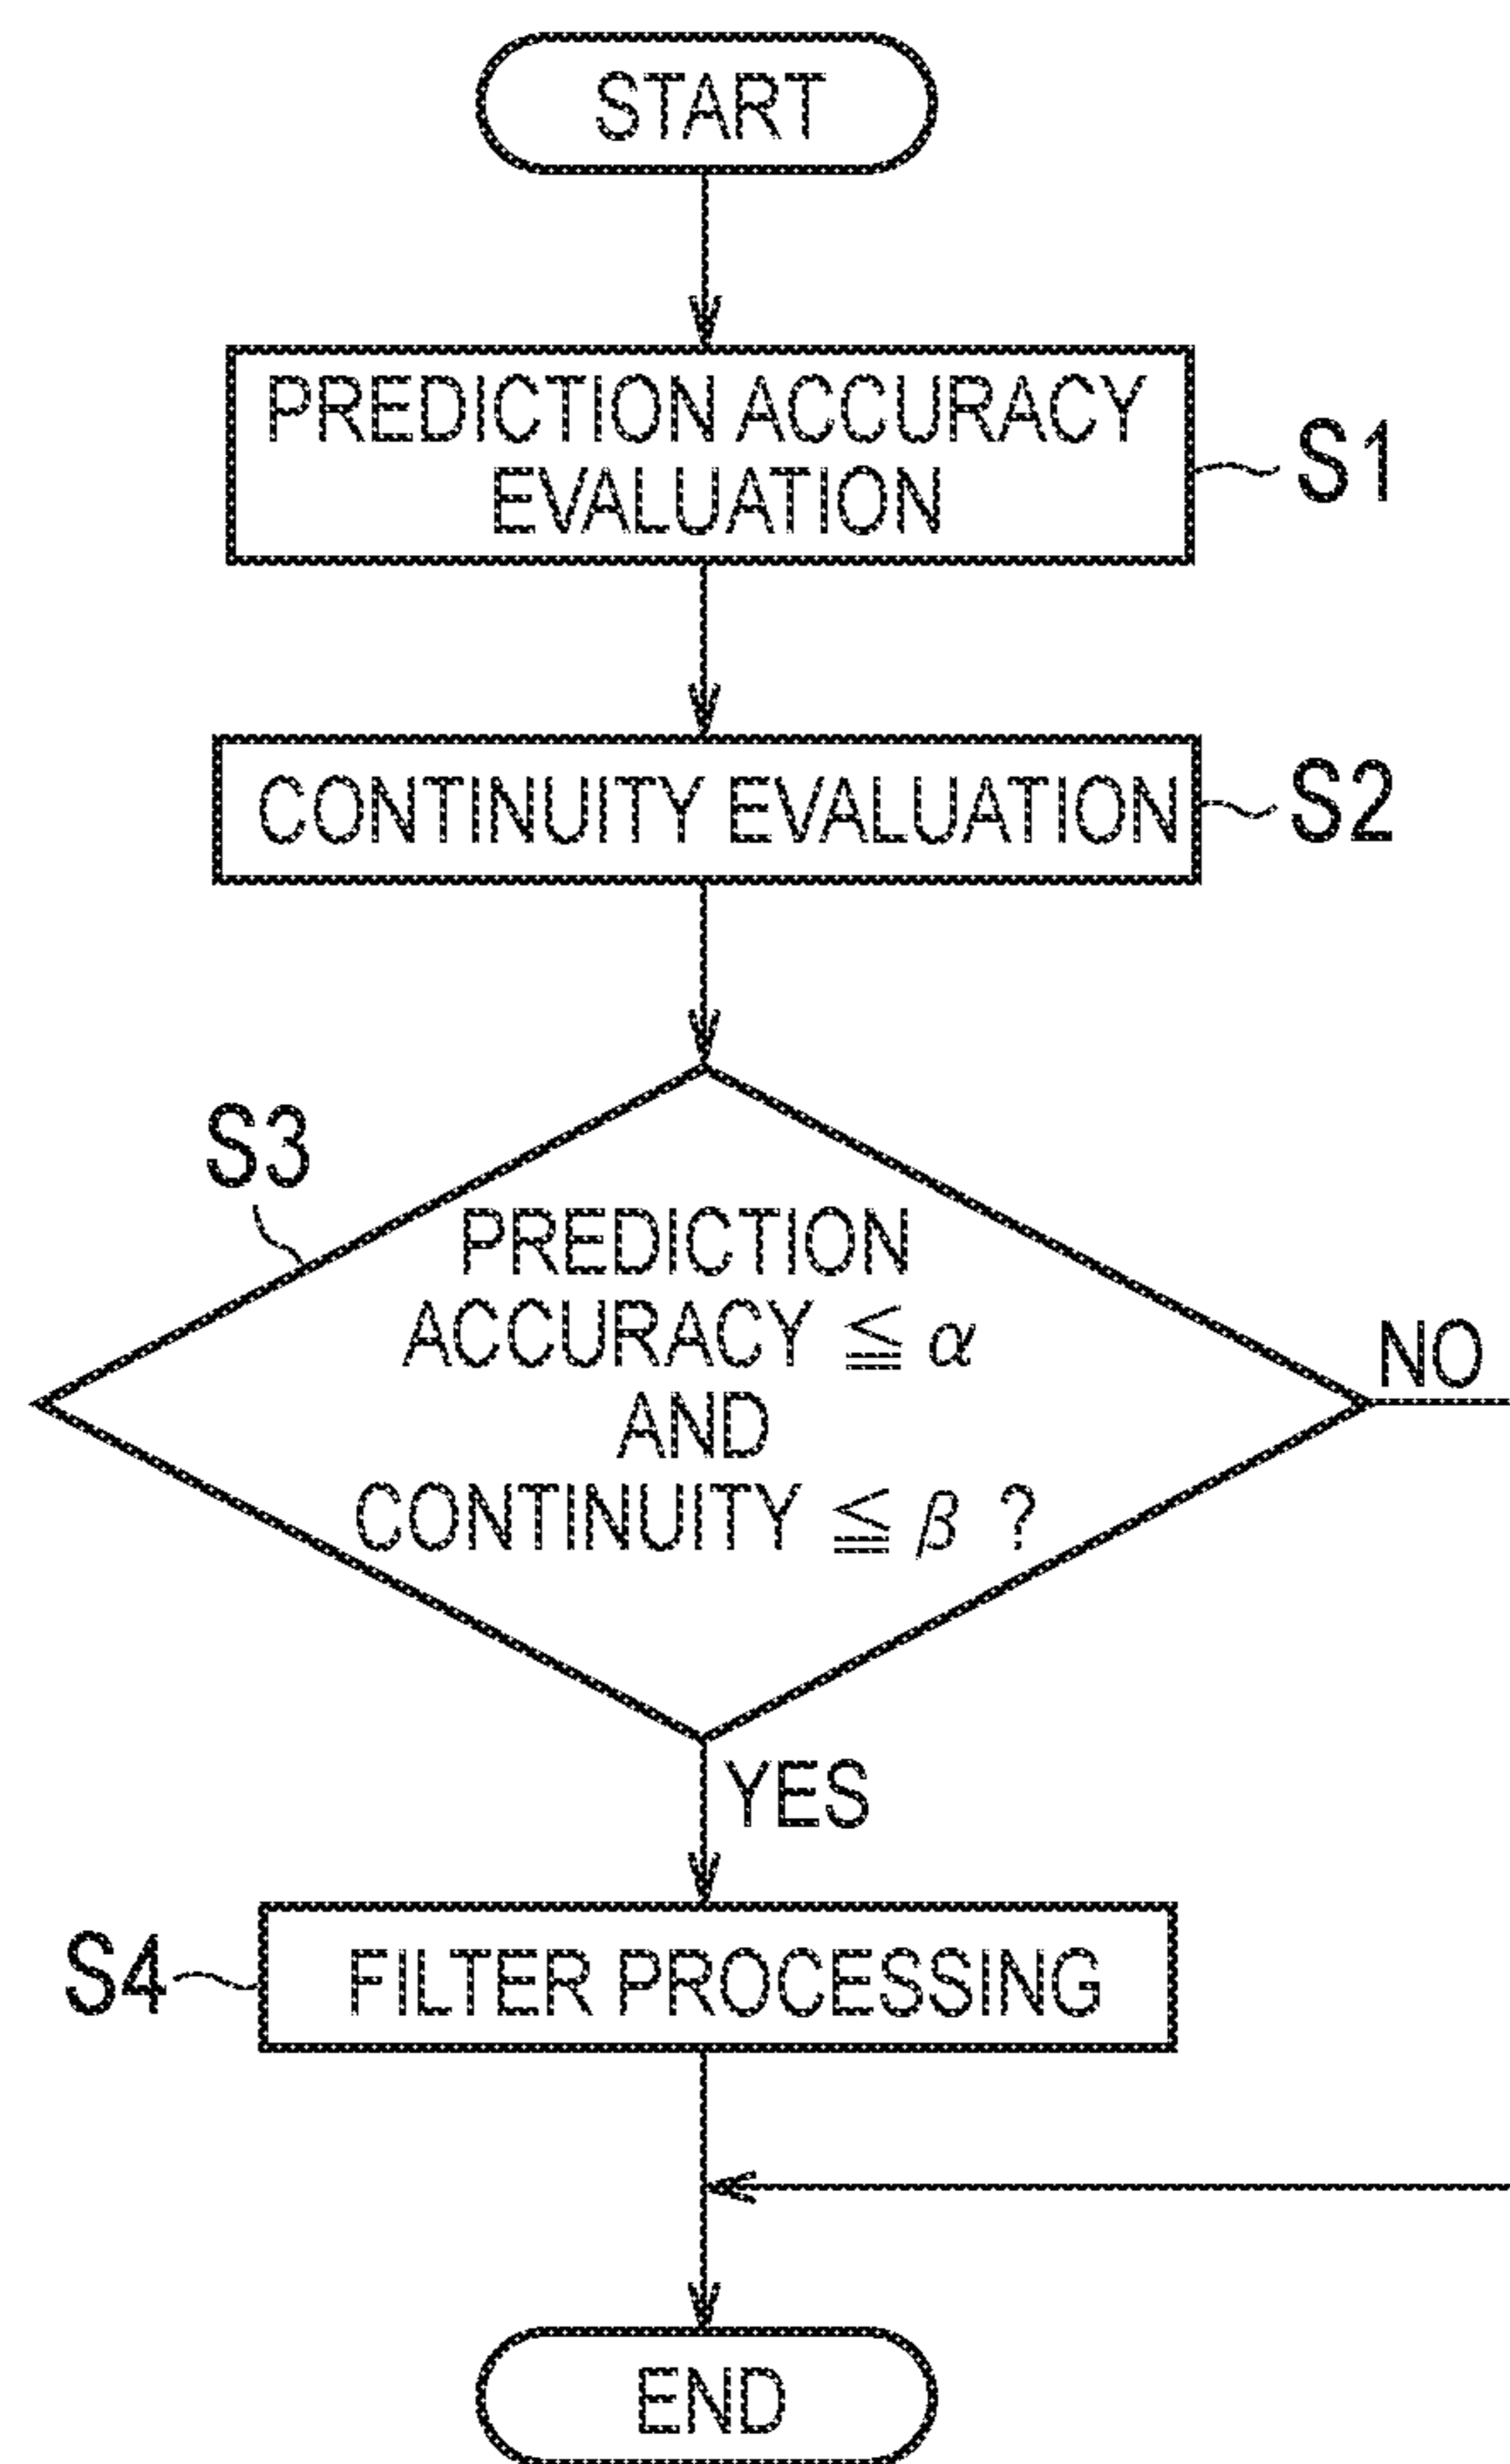 START
PREDICTION ACCURACY
EVALUATION
S1
CONTINUITY EVALUATION
S2
S3
PREDICTION
ACCURACY ≦ α
AND
CONTINUITY ≦ β ?
NO
YES
S4
FILTER PROCESSING
END